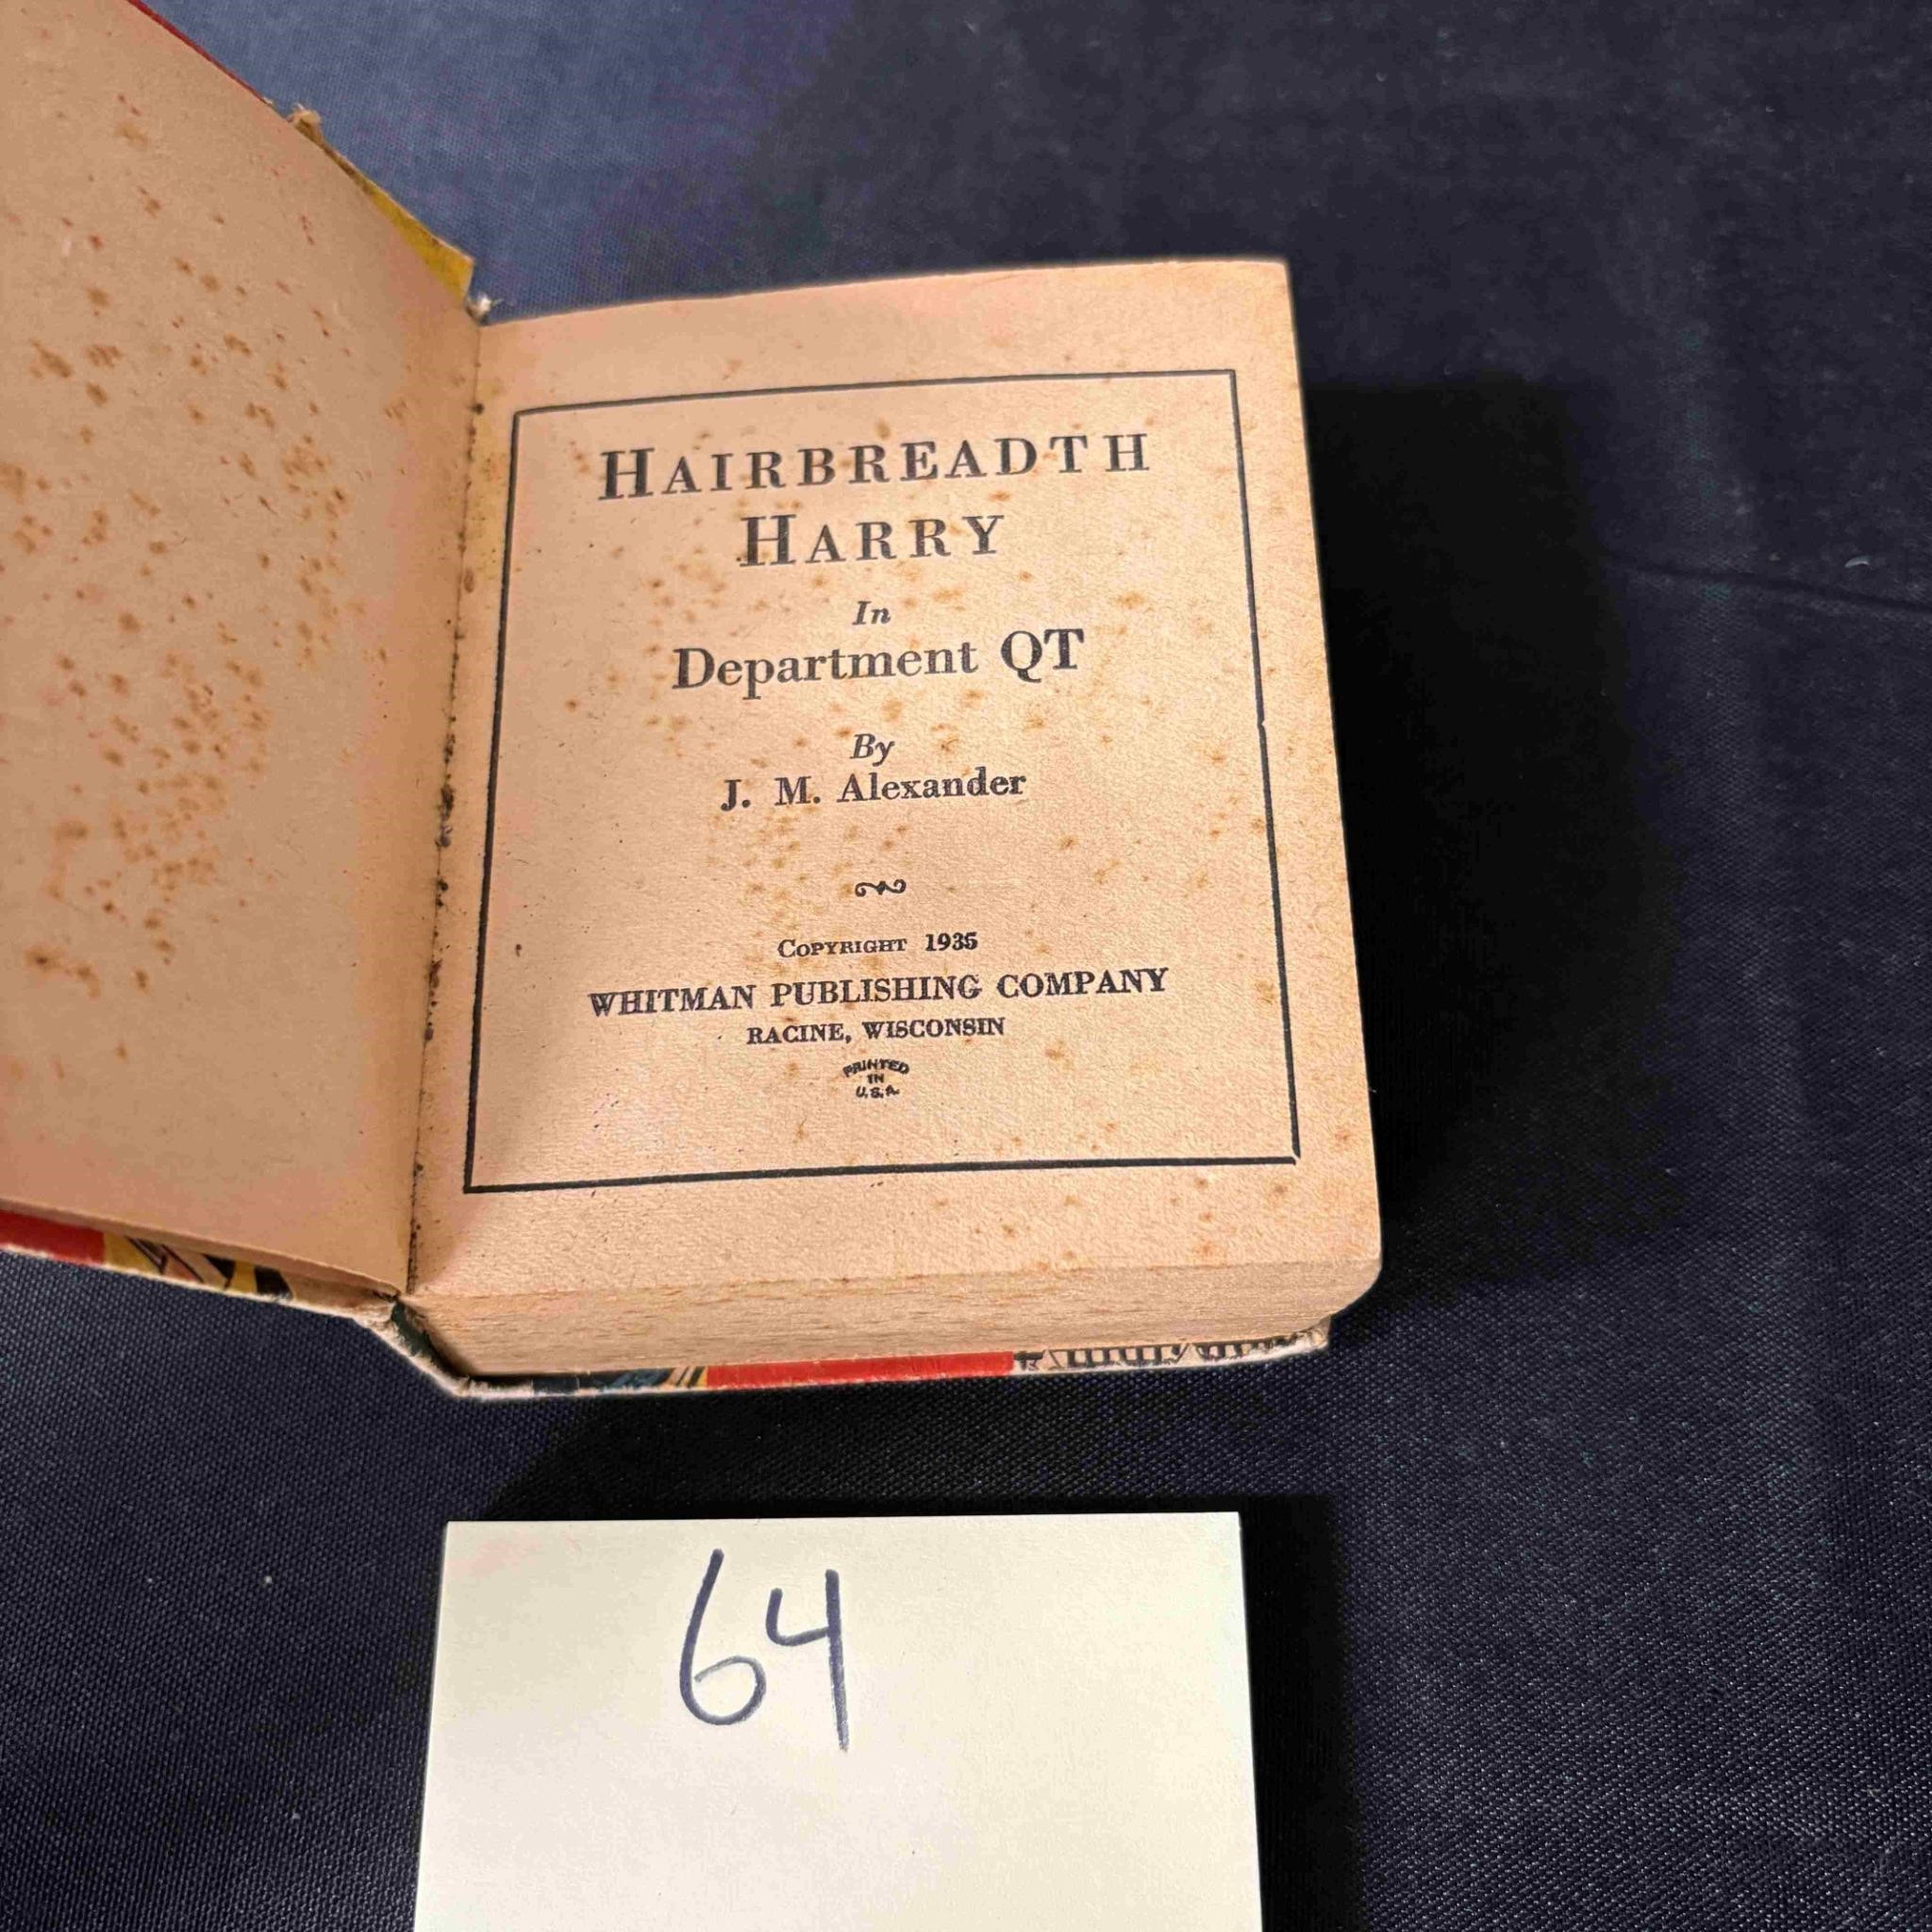 HAIRBREADTH
HARRY
In
Department QT
By
J. M. Alexander
COPYRIGHT 1935
WHITMAN PUBLISHING COMPANY
RACINE, WISCONSIN
PRINTED
IN
U.S.A.
64